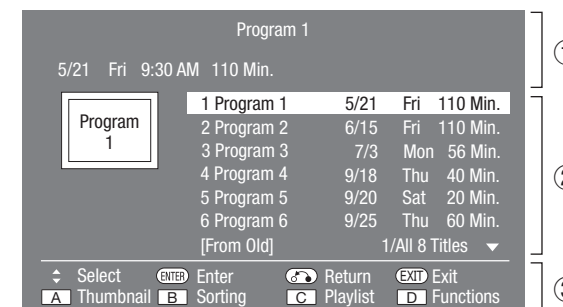 Program 1
5/21 Fri 9:30 AM 110 Min.
Program
1
1 Program 1 5/21 Fri 110 Min.
2 Program 2 6/15 Fri 110 Min.
3 Program 3 7/3 Mon 56 Min.
4 Program 4 9/18 Thu 40 Min.
5 Program 5 9/20 Sat 20 Min.
6 Program 6 9/25 Thu 60 Min.
[From Old] 1/All 8 Titles
Select ENTER Enter Return EXIT Exit
A Thumbnail B Sorting C Playlist D Functions